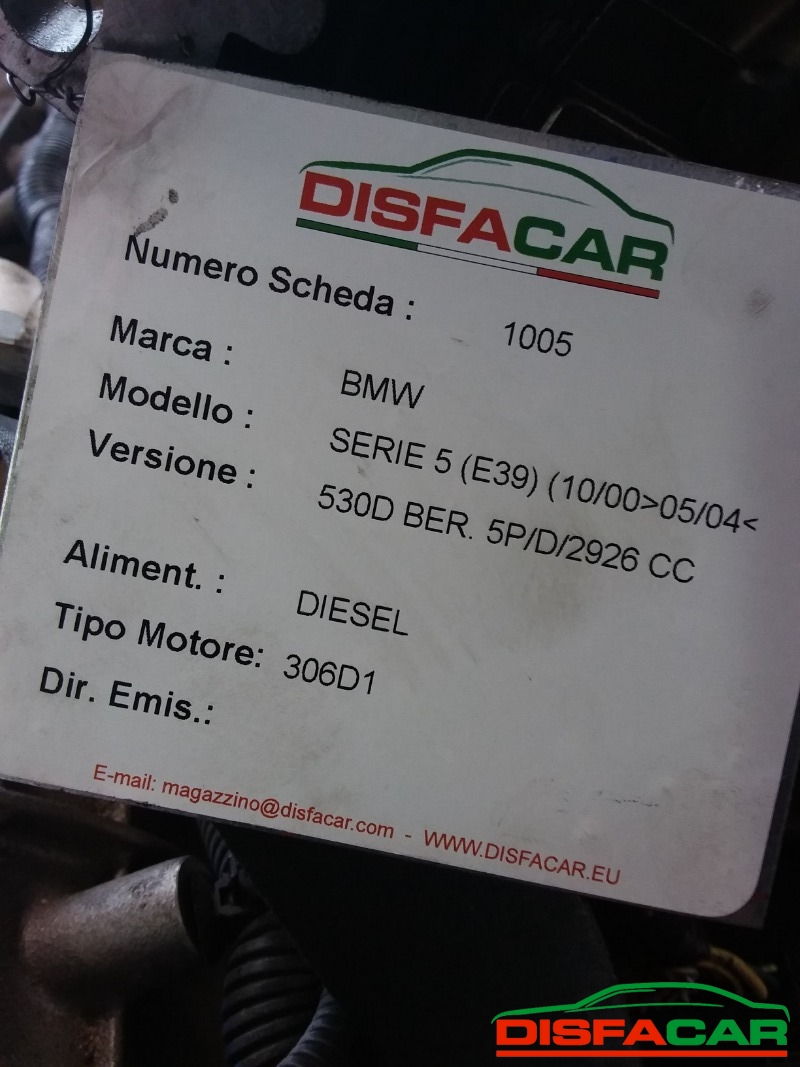 DISFACAR
Numero Scheda : 1005
Marca : BMW
Modello : SERIE 5 (E39) (10/00>05/04<
Versione : 530D BER. 5P/D/2926 CC
Aliment. : DIESEL
Tipo Motore: 306D1
Dir. Emis.:
E-mail: magazzino@disfacar.com - WWW.DISFACAR.EU
DISFACAR